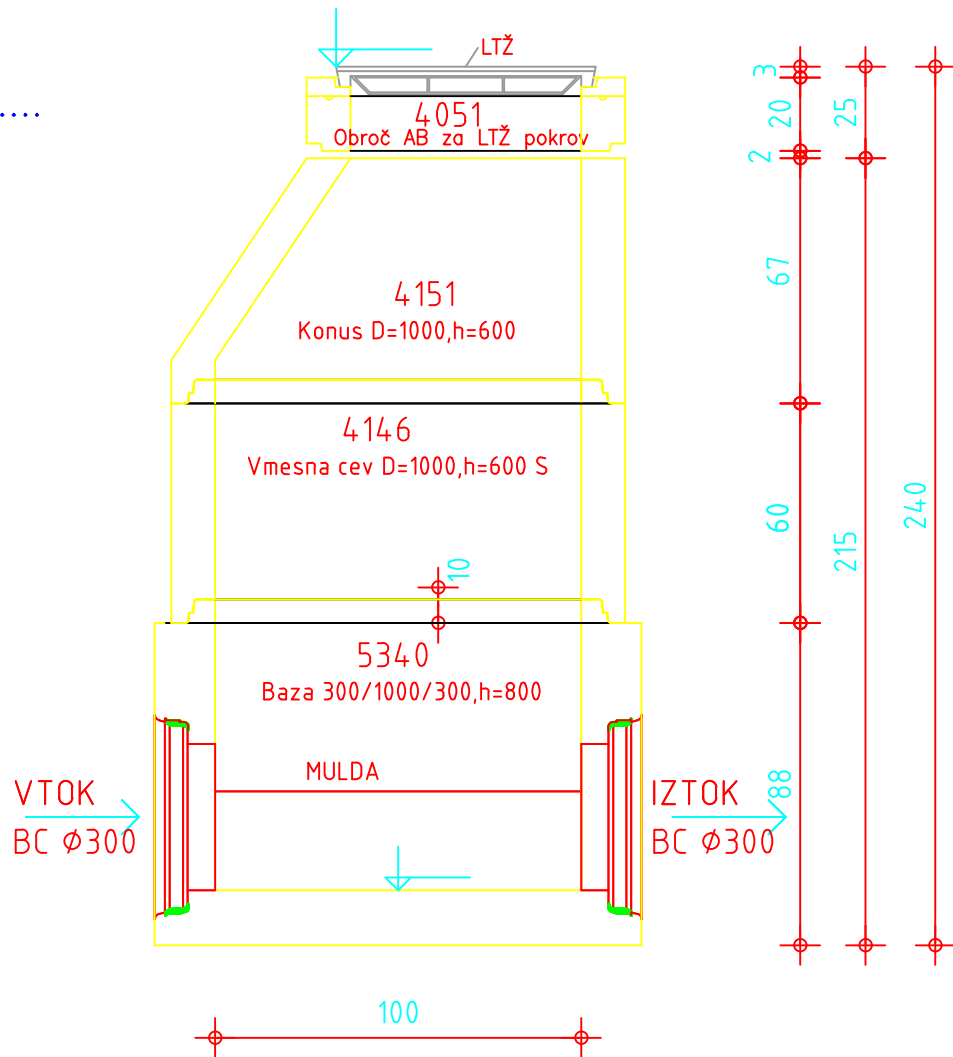 LTŽ
4051
Obroč AB za LTŽ pokrov
4151
Konus D=1000,h=600
4146
Vmesna cev D=1000,h=600 S
10
5340
Baza 300/1000/300,h=800
MULDA
VTOK
BC Φ300
IZTOK
BC Φ300
100
3
20
2
67
60
88
25
215
240